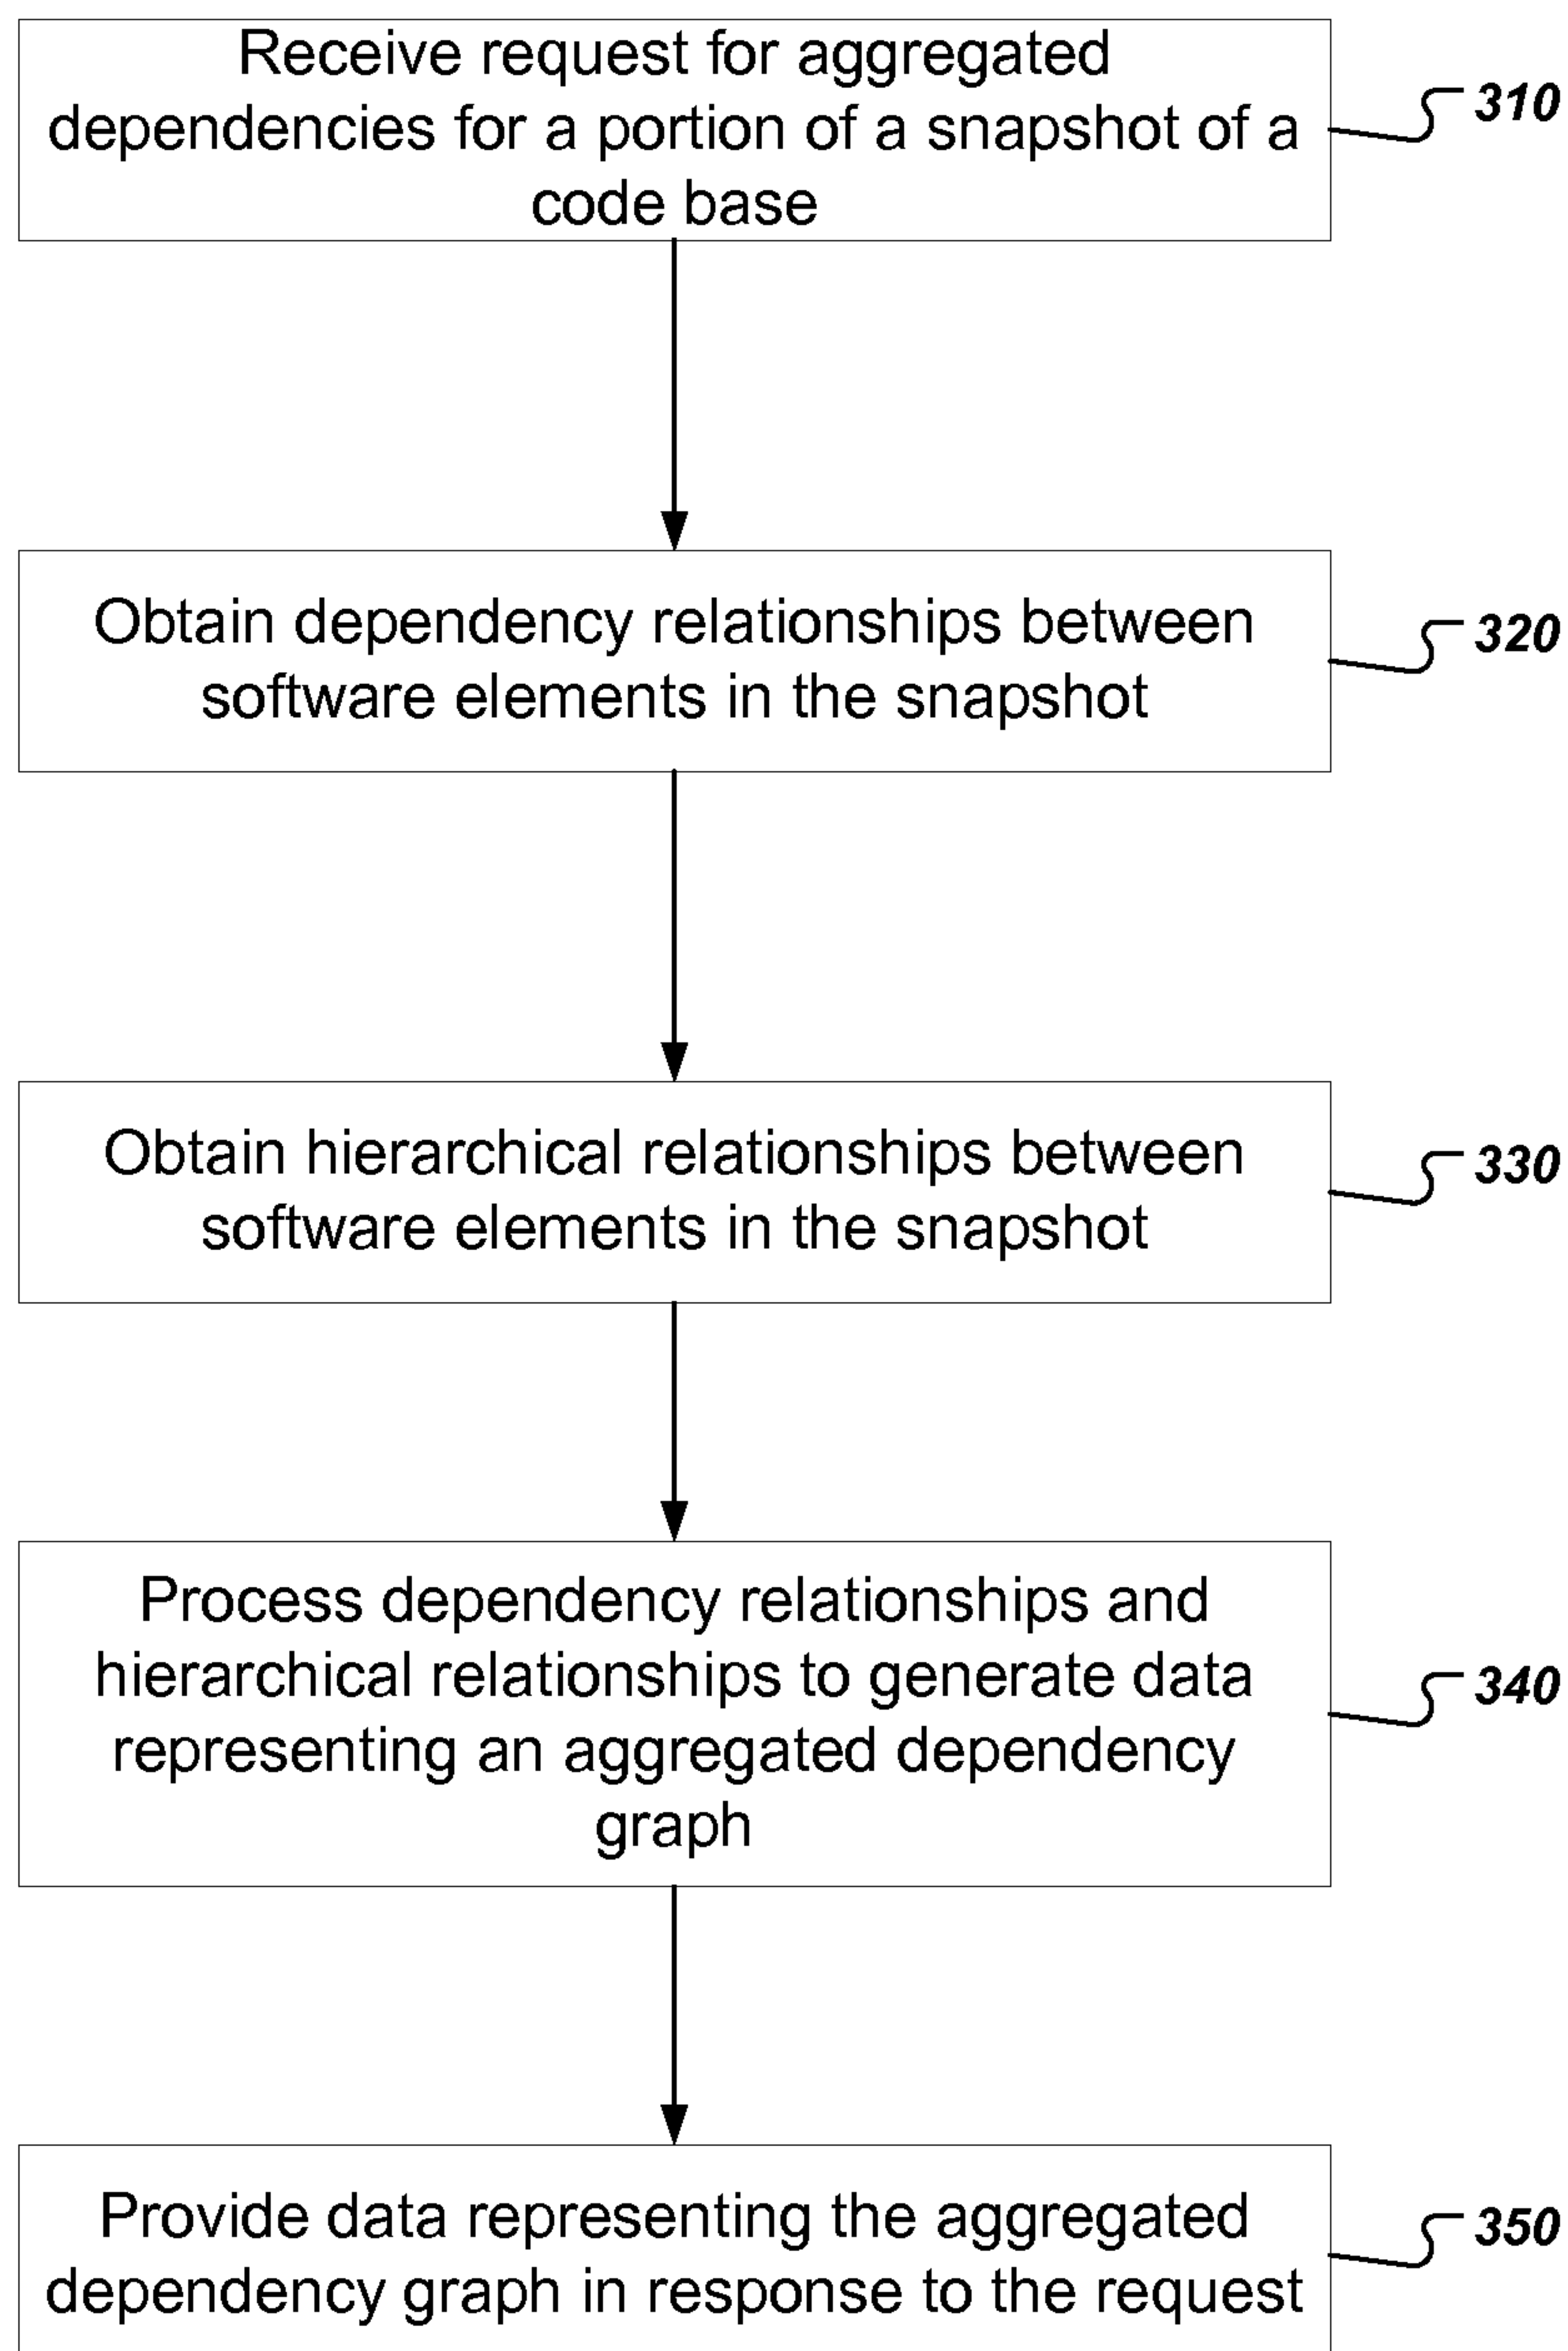 Receive request for aggregated
dependencies for a portion of a snapshot of a
code base
310
Obtain dependency relationships between
software elements in the snapshot
320
Obtain hierarchical relationships between
software elements in the snapshot
330
Process dependency relationships and
hierarchical relationships to generate data
representing an aggregated dependency
graph
340
Provide data representing the aggregated
dependency graph in response to the request
350